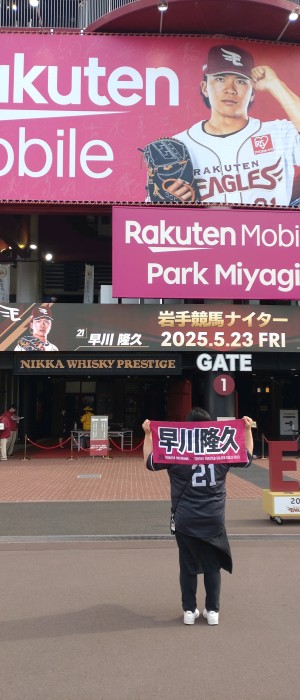 akuten
obile
RAKUTEN
EAGLES
Rakuten Mobi
Park Miyagi
21 早川 隆久
岩手競馬ナイター
2025.5.23 FRI
NIKKA WHISKY PRESTIGE
GATE
1
早川隆久
21
E
20